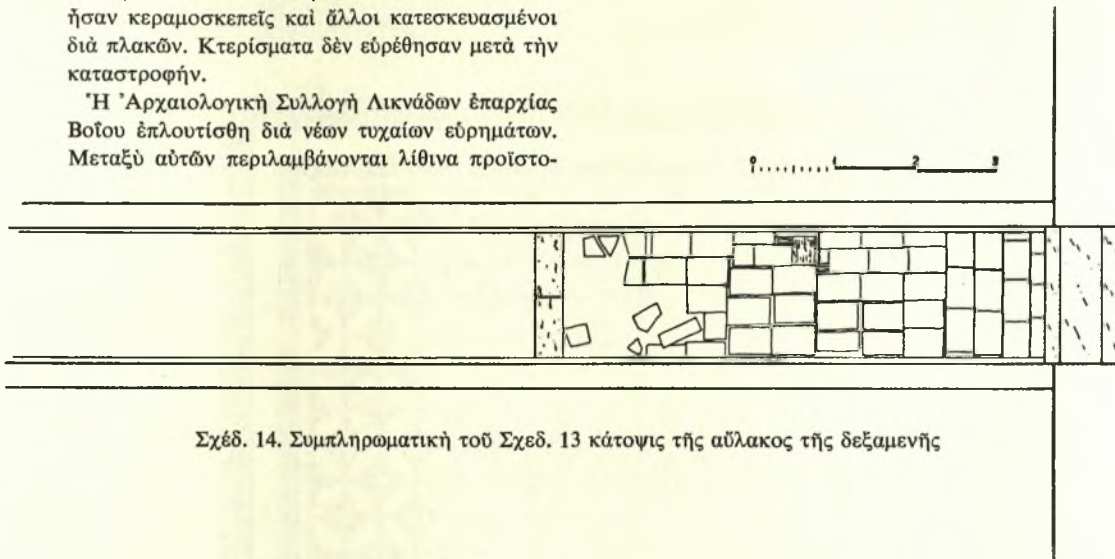 ἦσαν κεραμοσκεπεῖς καὶ ἄλλοι κατεσκευασμένοι
διὰ πλακῶν. Κτερίσματα δὲν εὑρέθησαν μετὰ τὴν
καταστροφήν.
Ἡ Ἀρχαιολογικὴ Συλλογὴ Λικνάδων ἐπαρχίας
Βοΐου ἐπλουτίσθη διὰ νέων τυχαίων εὑρημάτων.
Μεταξὺ αὐτῶν περιλαμβάνονται λίθινα προϊστο-
0 1 2 3
Σχέδ. 14. Συμπληρωματικὴ τοῦ Σχεδ. 13 κάτοψις τῆς αὔλακος τῆς δεξαμενῆς